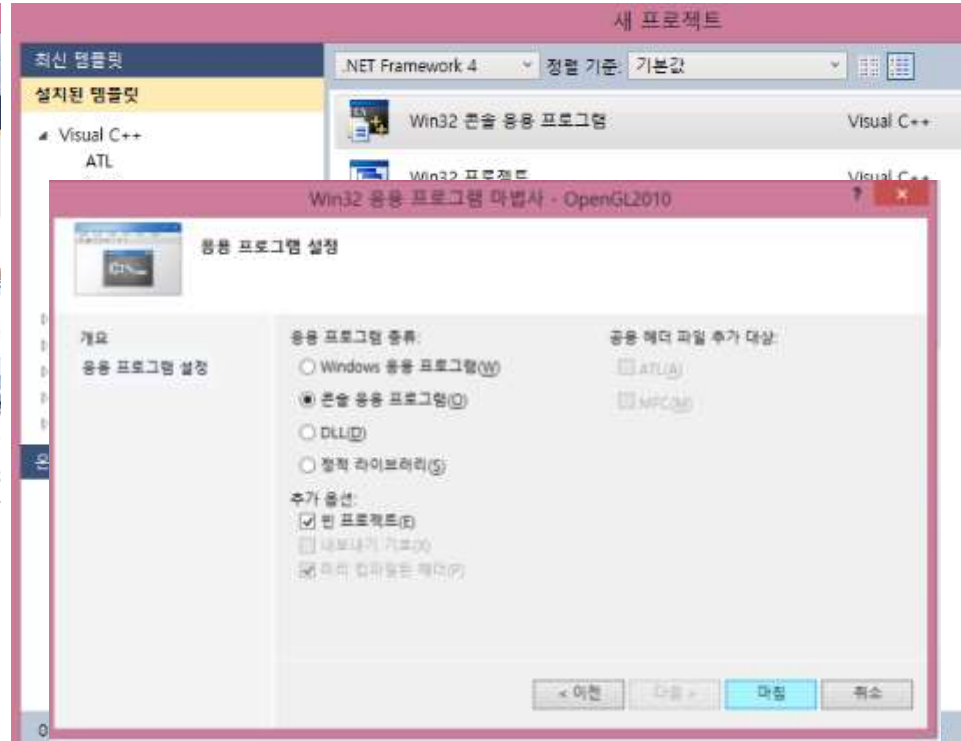 새 프로젝트
최신 템플릿
.NET Framework 4 정렬 기준: 기본값
설치된 템플릿
Visual C++
ATL
Win32 콘솔 응용 프로그램 Visual C++
Win32 프로젝트 Visual C++
Win32 응용 프로그램 마법사 - OpenGL2010
?
응용 프로그램 설정
개요
응용 프로그램 설정
응용 프로그램 종류:
Windows 응용 프로그램(W)
콘솔 응용 프로그램(O)
DLL(D)
정적 라이브러리(S)
추가 옵션:
빈 프로젝트(E)
내보내기 기호(X)
미리 컴파일된 헤더(P)
공용 헤더 파일 추가 대상:
ATL(A)
MFC(M)
< 이전 다음 > 마침 취소
온